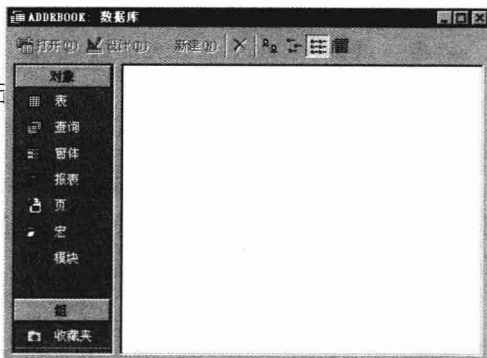 ADDRBOOK: 数据库
打开(O) 设计(D) 新建(N)
对象
表
查询
窗体
报表
页
宏
模块
组
收藏夹